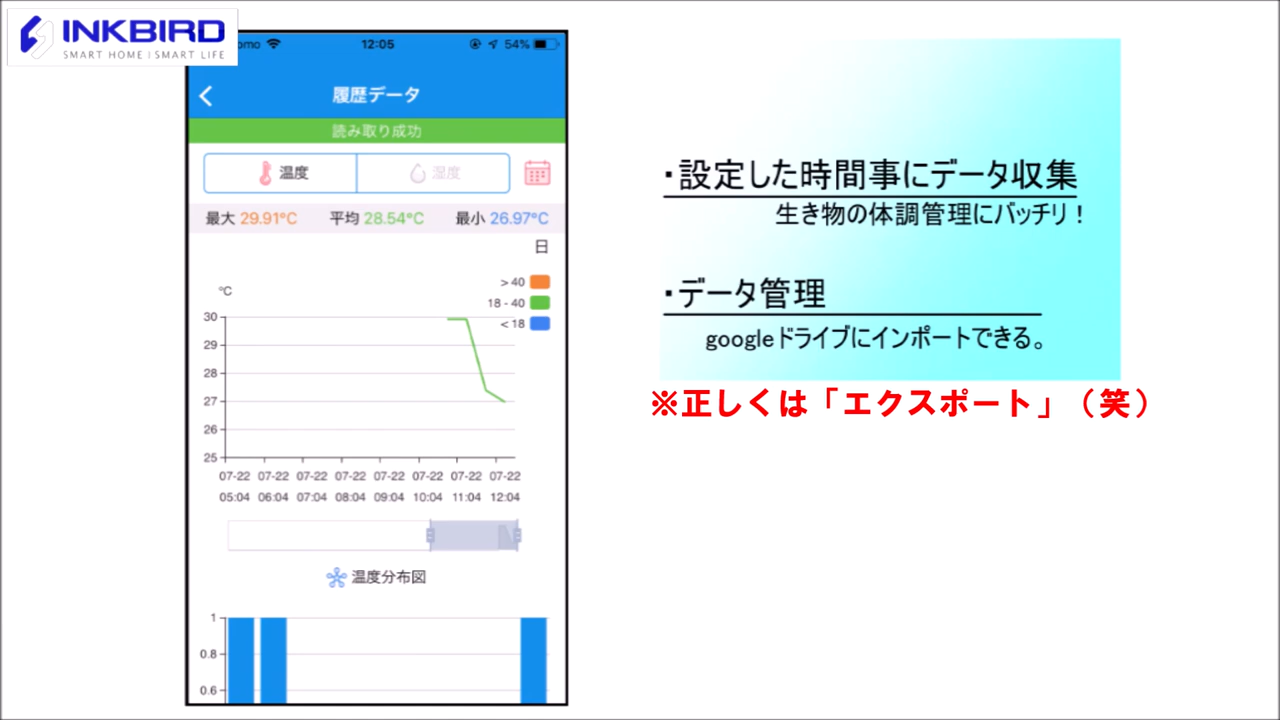 INKBIRD
SMART HOME | SMART LIFE
omo 12:05 54%
履歴データ
読み取り成功
温度 湿度
最大 29.91°C 平均 28.54°C 最小 26.97°C
日
> 40
18 - 40
< 18
°C
30
29
28
27
26
25
07-22 07-22 07-22 07-22 07-22 07-22 07-22 07-22
05:04 06:04 07:04 08:04 09:04 10:04 11:04 12:04
温度分布図
1
0.8
0.6
・設定した時間事にデータ収集
生き物の体調管理にバッチリ！
・データ管理
googleドライブにインポートできる。
※正しくは「エクスポート」（笑）